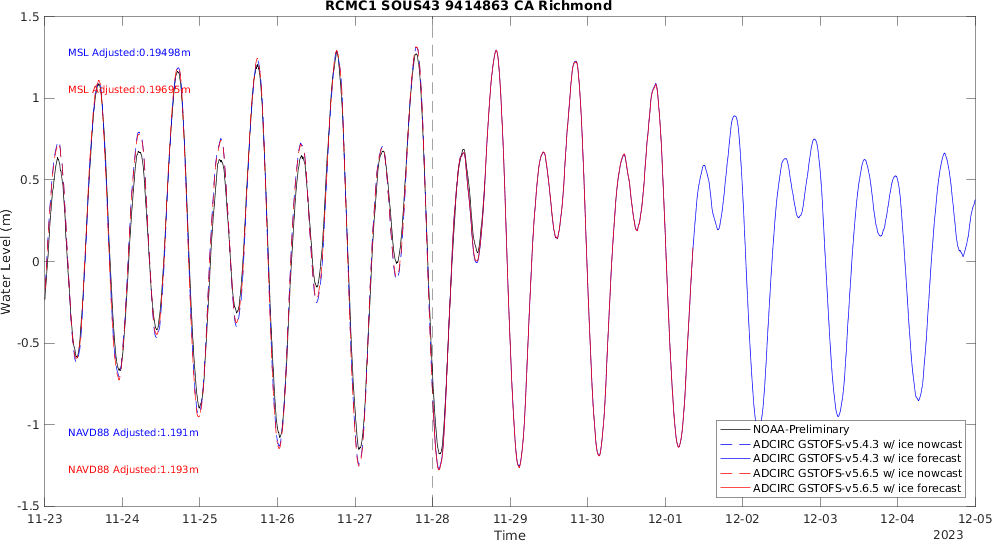 RCMC1 SOUS43 9414863 CA Richmond
1.5
1
0.5
0
-0.5
-1
-1.5
Water Level (m)
MSL Adjusted:0.19498m
MSL Adjusted:0.19695m
NAVD88 Adjusted:1.191m
NAVD88 Adjusted:1.193m
NOAA-Preliminary
ADCIRC GSTOFS-v5.4.3 w/ ice nowcast
ADCIRC GSTOFS-v5.4.3 w/ ice forecast
ADCIRC GSTOFS-v5.6.5 w/ ice nowcast
ADCIRC GSTOFS-v5.6.5 w/ ice forecast
11-23 11-24 11-25 11-26 11-27 11-28 11-29 11-30 12-01 12-02 12-03 12-04 12-05
Time
2023